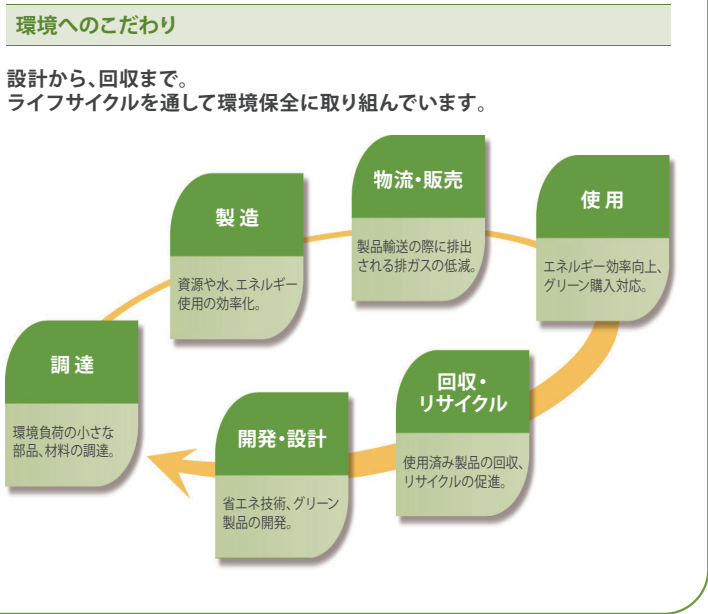 環境へのこだわり
設計から、回収まで。
ライフサイクルを通して環境保全に取り組んでいます。
物流・販売
製品輸送の際に排出
される排ガスの低減。
使用
エネルギー効率向上、
グリーン購入対応。
製造
資源や水、エネルギー
使用の効率化。
調達
環境負荷の小さな
部品、材料の調達。
回収・
リサイクル
使用済み製品の回収、
リサイクルの促進。
開発・設計
省エネ技術、グリーン
製品の開発。